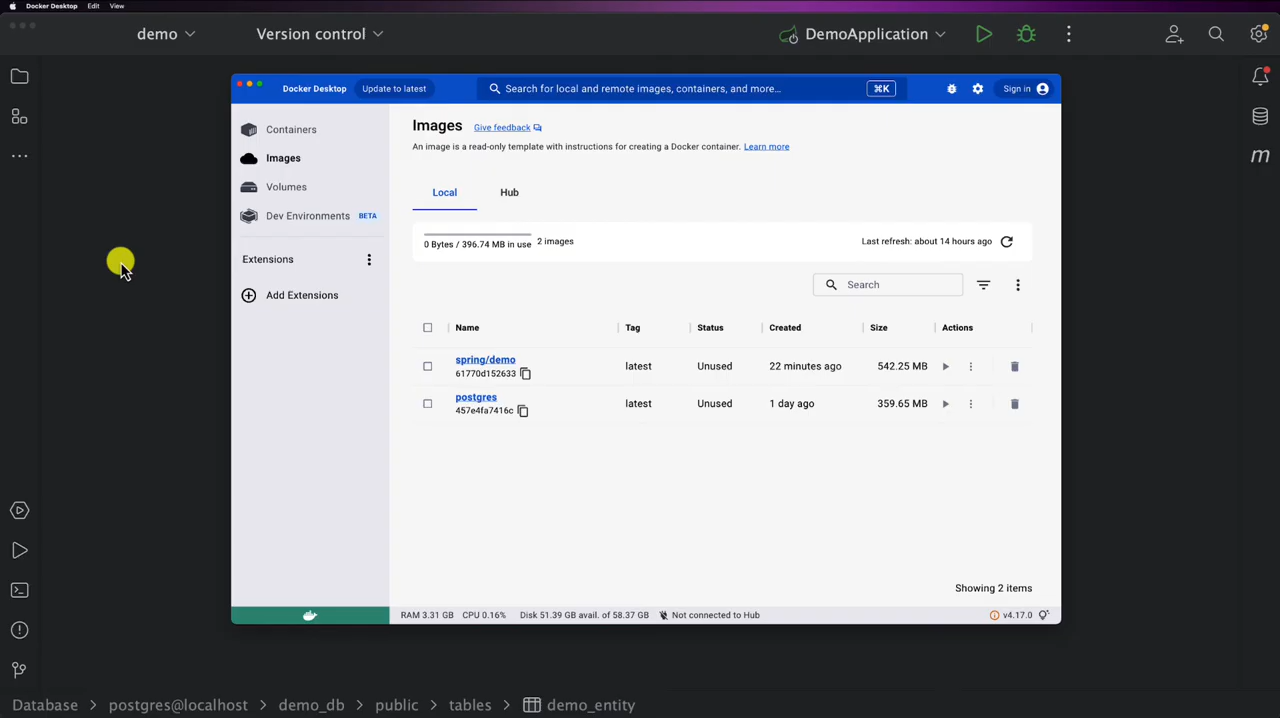 Docker Desktop Edit View
demo Version control DemoApplication
Docker Desktop Update to latest Search for local and remote images, containers, and more... ⌘K Sign in
Containers
Images
Volumes
Dev Environments BETA
Extensions
Add Extensions
Images Give feedback
An image is a read-only template with instructions for creating a Docker container. Learn more
Local Hub
0 Bytes / 396.74 MB in use 2 images Last refresh: about 14 hours ago
Search
Name Tag Status Created Size Actions
spring/demo latest Unused 22 minutes ago 542.25 MB
61770d152633
postgres latest Unused 1 day ago 359.65 MB
457e4fa7416c
Showing 2 items
RAM 3.31 GB CPU 0.16% Disk 51.39 GB avail. of 58.37 GB Not connected to Hub v4.17.0
m
Database > postgres@localhost > demo_db > public > tables > demo_entity